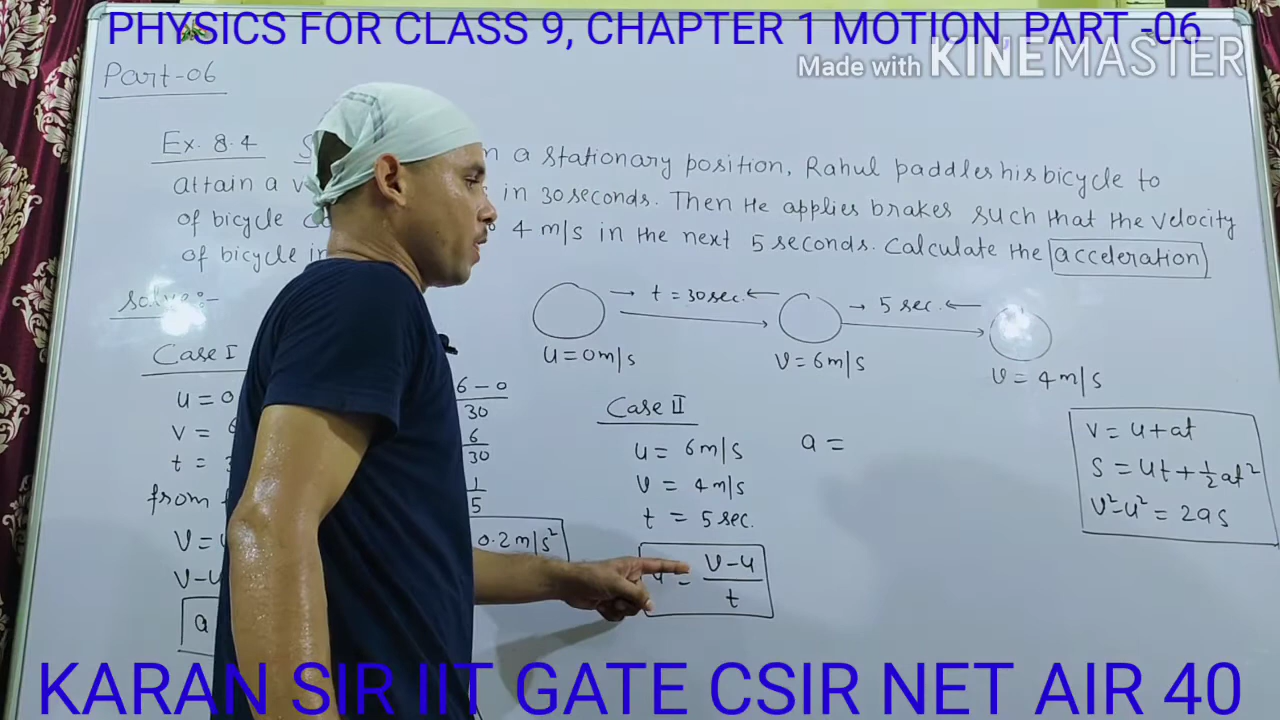 PHYSICS FOR CLASS 9, CHAPTER 1 MOTION, PART -06
Made with KINEMASTER
Part-06
Ex. 8.4 a stationary position, Rahul paddles his bicycle to
attain a in 30 seconds. Then He applies brakes such that the velocity
of bicycle 4 m/s in the next 5 seconds. Calculate the acceleration
of bicycle in
solve:-
t = 30 sec.
5 sec.
u = 0 m/s
v = 6 m/s
v = 4 m/s
Case I
u = 0
v = 6
t =
from
v =
v-u
a
6 - 0
30
6
30
1
5
0.2 m/s²
Case II
u = 6 m/s
v = 4 m/s
t = 5 sec.
= v-u
t
a =
v = u + at
s = ut + ½ at²
v² - u² = 2as
KARAN SIR IIT GATE CSIR NET AIR 40